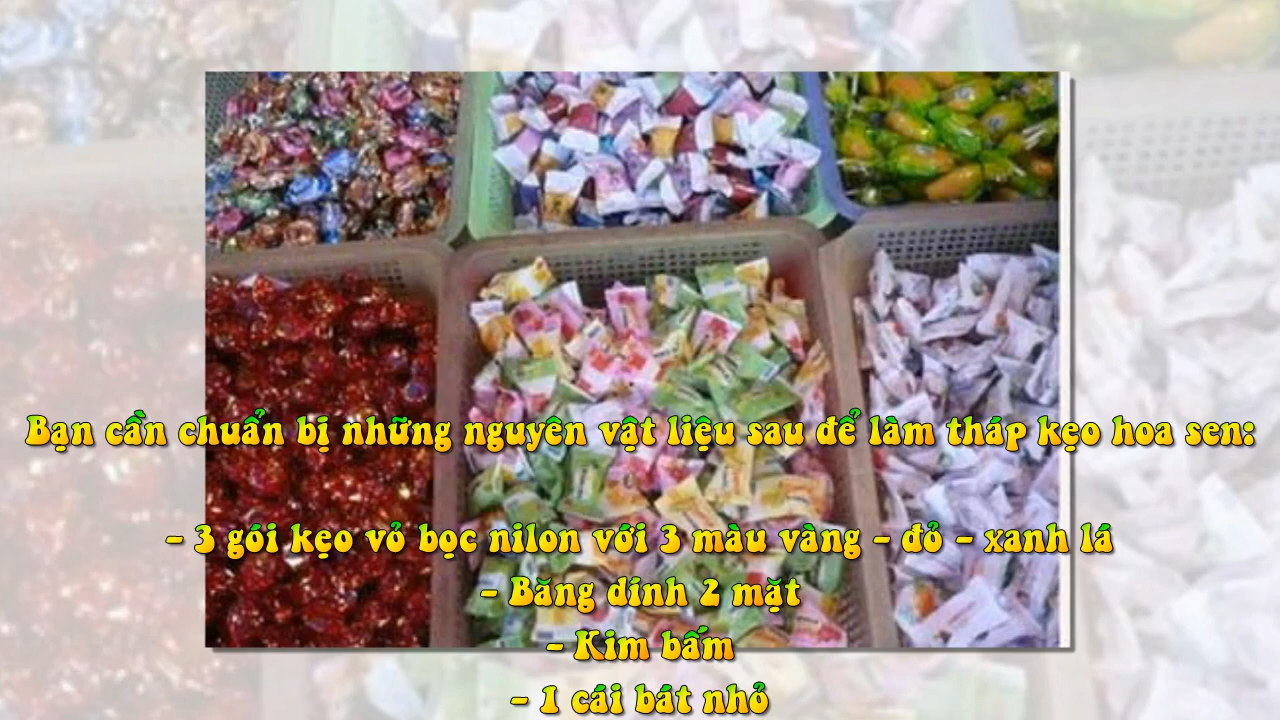 Bạn cần chuẩn bị những nguyên vật liệu sau để làm tháp kẹo hoa sen:
- 3 gói kẹo vỏ bọc nilon với 3 màu vàng - đỏ - xanh lá
- Băng dính 2 mặt
- Kim bấm
- 1 cái bát nhỏ